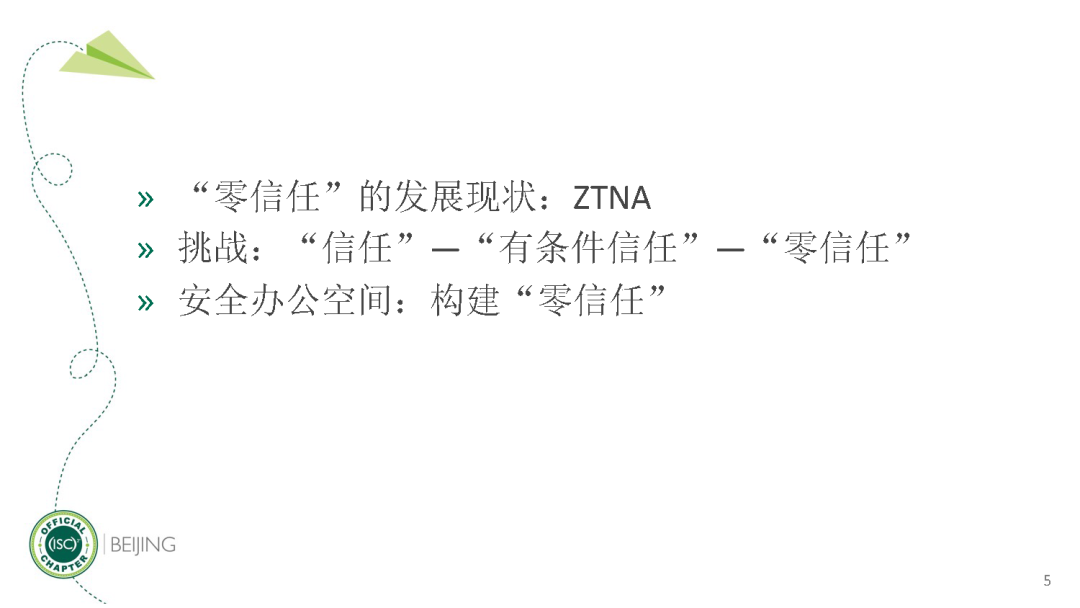 » “零信任”的发展现状：ZTNA
» 挑战：“信任”—“有条件信任”—“零信任”
» 安全办公空间：构建“零信任”
OFFICIAL
(ISC)²
CHAPTER
BEIJING
5